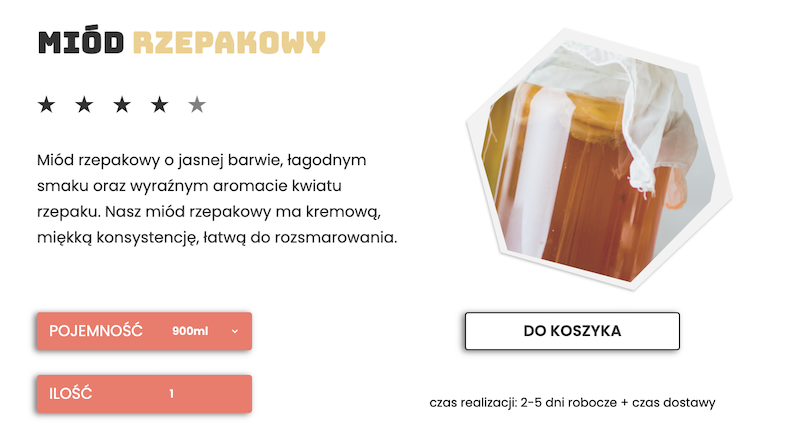 MIÓD RZEPAKOWY
Miód rzepakowy o jasnej barwie, łagodnym
smaku oraz wyraźnym aromacie kwiatu
rzepaku. Nasz miód rzepakowy ma kremową,
miękką konsystencję, łatwą do rozsmarowania.
POJEMNOŚĆ 900ml
DO KOSZYKA
ILOŚĆ 1
czas realizacji: 2-5 dni robocze + czas dostawy